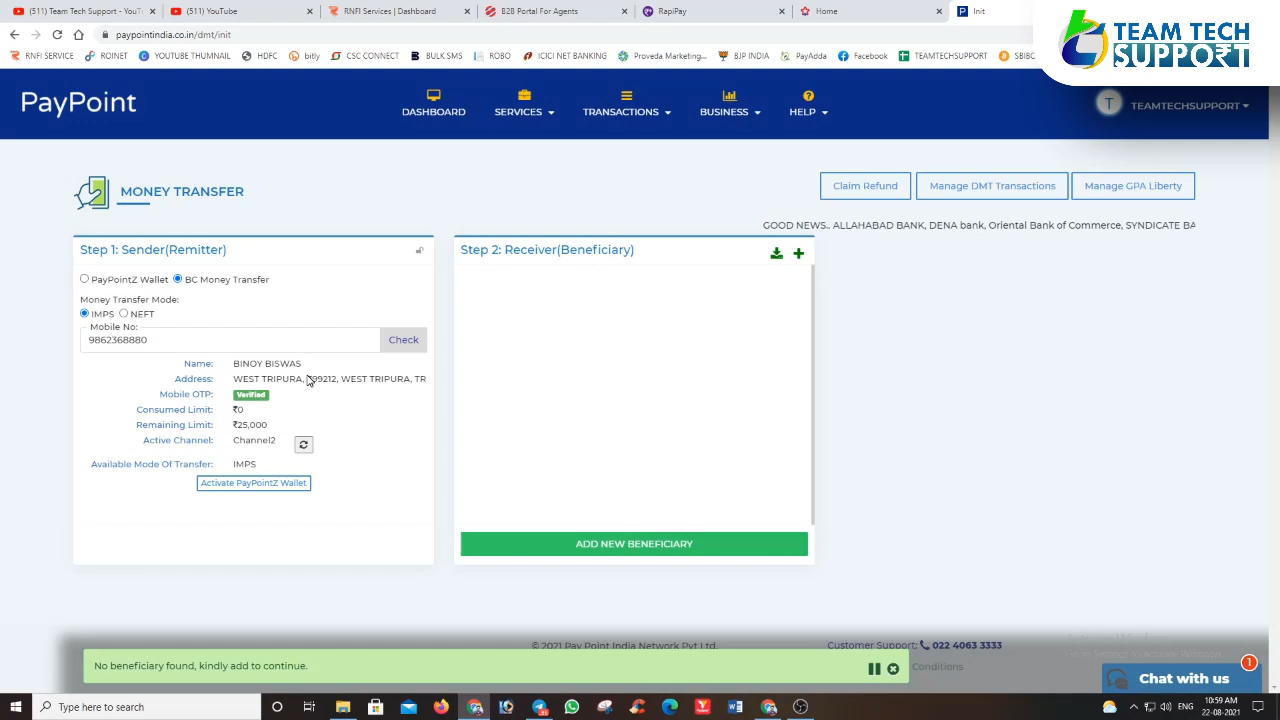 (511) Team Tech Support - YouT
(511) YouTube
RNFI Services | Dashboard
B2B Portal For Agents
RapiPay
Home
Init
paypointindia.co.in/dmt/init
RNFI SERVICE
ROINET
YOUTUBE THUMNAIL
HDFC
bitly
CSC CONNECT
BULK SMS
ROBO
ICICI NET BANKING
Proveda Marketing...
BJP INDIA
PayAdda
Facebook
TEAMTECHSUPPORT
SBIBC
TEAM TECH
SUPPO₹T
PayPoint
DASHBOARD
SERVICES
TRANSACTIONS
BUSINESS
HELP
T
TEAMTECHSUPPORT
MONEY TRANSFER
Claim Refund
Manage DMT Transactions
Manage GPA Liberty
GOOD NEWS.. ALLAHABAD BANK, DENA bank, Oriental Bank of Commerce, SYNDICATE BA
Step 1: Sender(Remitter)
PayPointZ Wallet
BC Money Transfer
Money Transfer Mode:
IMPS
NEFT
Mobile No:
9862368880
Check
Name: BINOY BISWAS
Address: WEST TRIPURA, 799212, WEST TRIPURA, TR
Mobile OTP: Verified
Consumed Limit: ₹0
Remaining Limit: ₹25,000
Active Channel: Channel2
Available Mode Of Transfer: IMPS
Activate PayPointZ Wallet
Step 2: Receiver(Beneficiary)
ADD NEW BENEFICIARY
© 2021 Pay Point India Network Pvt Ltd.
Customer Support: 022 4063 3333
Conditions
No beneficiary found, kindly add to continue.
Chat with us
1
Type here to search
10:59 AM
22-08-2021